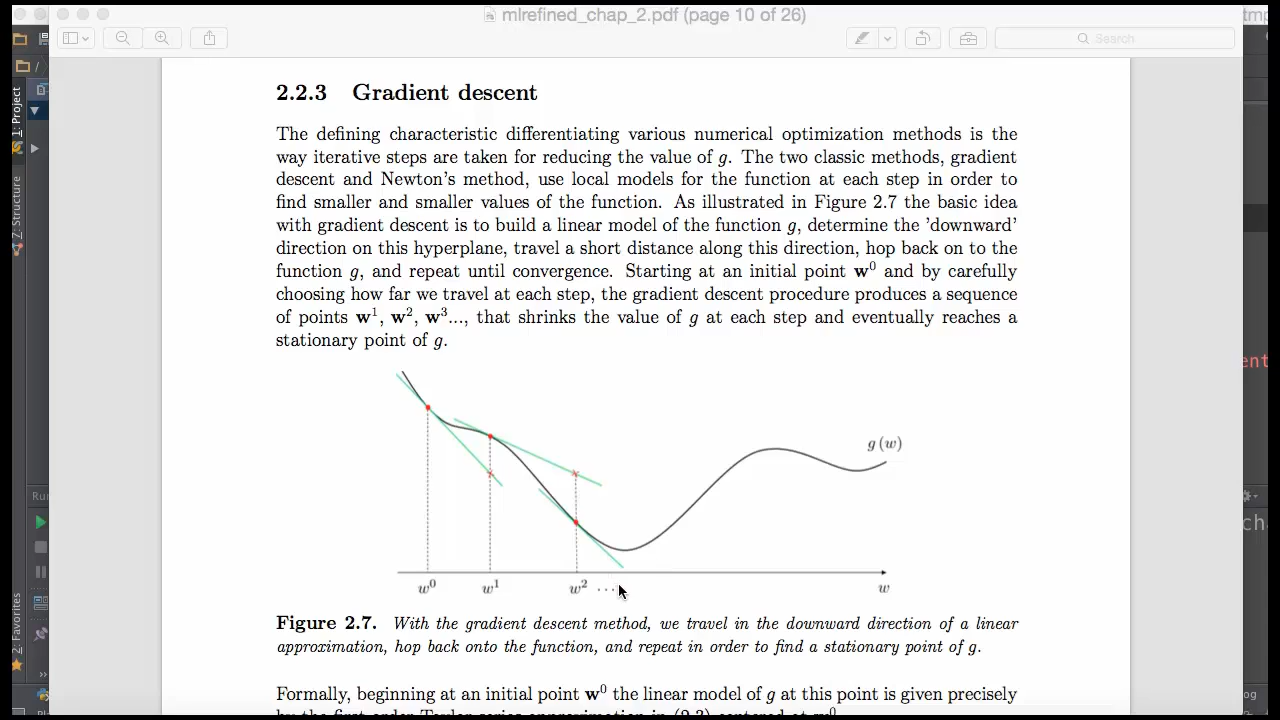 mlrefined_chap_2.pdf (page 10 of 26)
Search
1: Project
7: Structure
2: Favorites
2.2.3 Gradient descent
The defining characteristic differentiating various numerical optimization methods is the
way iterative steps are taken for reducing the value of g. The two classic methods, gradient
descent and Newton's method, use local models for the function at each step in order to
find smaller and smaller values of the function. As illustrated in Figure 2.7 the basic idea
with gradient descent is to build a linear model of the function g, determine the 'downward'
direction on this hyperplane, travel a short distance along this direction, hop back on to the
function g, and repeat until convergence. Starting at an initial point w⁰ and by carefully
choosing how far we travel at each step, the gradient descent procedure produces a sequence
of points w¹, w², w³..., that shrinks the value of g at each step and eventually reaches a
stationary point of g.
g (w)
w⁰ w¹ w² ... w
Figure 2.7. With the gradient descent method, we travel in the downward direction of a linear
approximation, hop back onto the function, and repeat in order to find a stationary point of g.
Formally, beginning at an initial point w⁰ the linear model of g at this point is given precisely